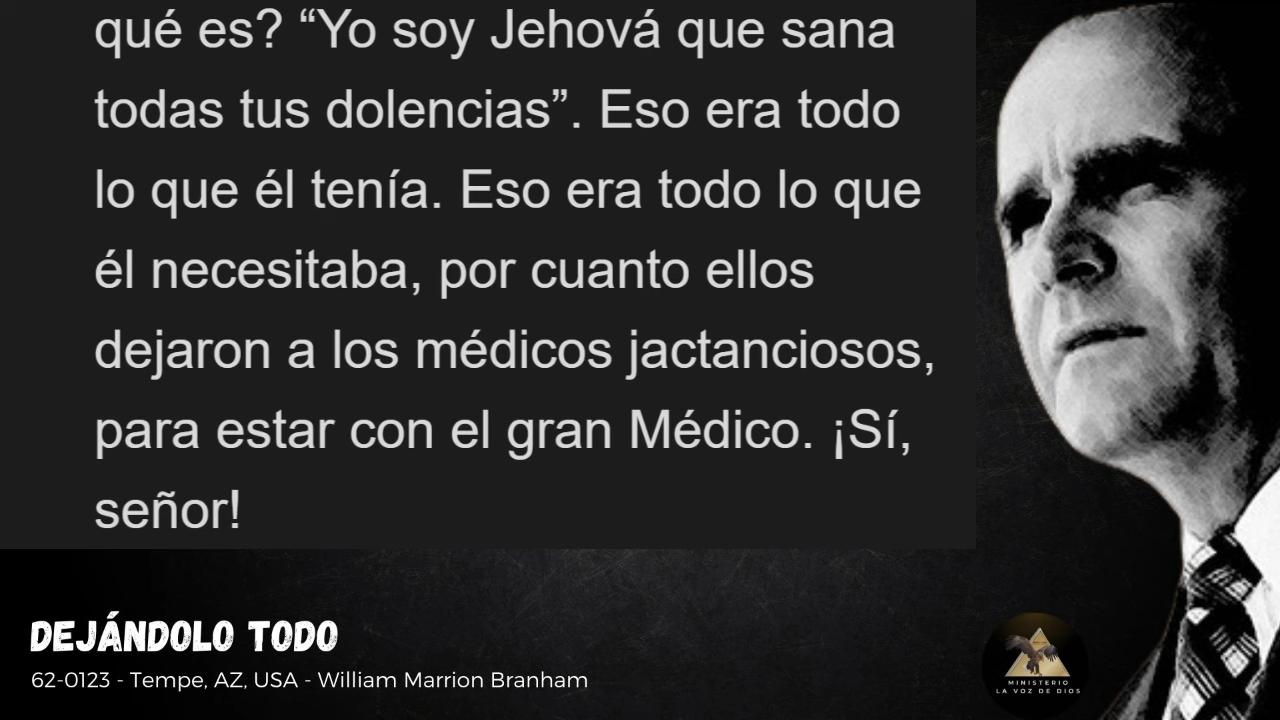 qué es? “Yo soy Jehová que sana
todas tus dolencias”. Eso era todo
lo que él tenía. Eso era todo lo que
él necesitaba, por cuanto ellos
dejaron a los médicos jactanciosos,
para estar con el gran Médico. ¡Sí,
señor!
DEJÁNDOLO TODO
62-0123 - Tempe, AZ, USA - William Marrion Branham
MINISTERIO
LA VOZ DE DIOS